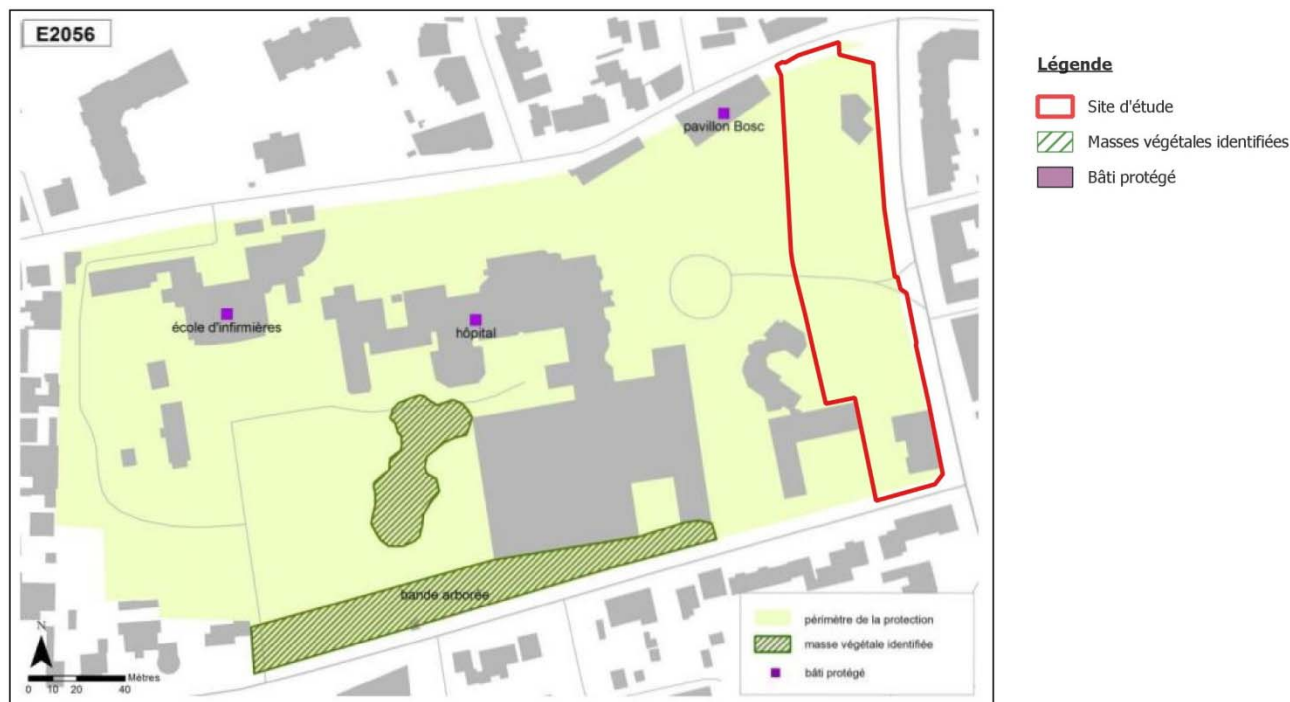 E2056
pavillon Bosc
école d'infirmières
hôpital
bande arborée
N
Mètres
0 10 20 40
périmètre de la protection
masse végétale identifiée
bâti protégé
Légende
Site d'étude
Masses végétales identifiées
Bâti protégé